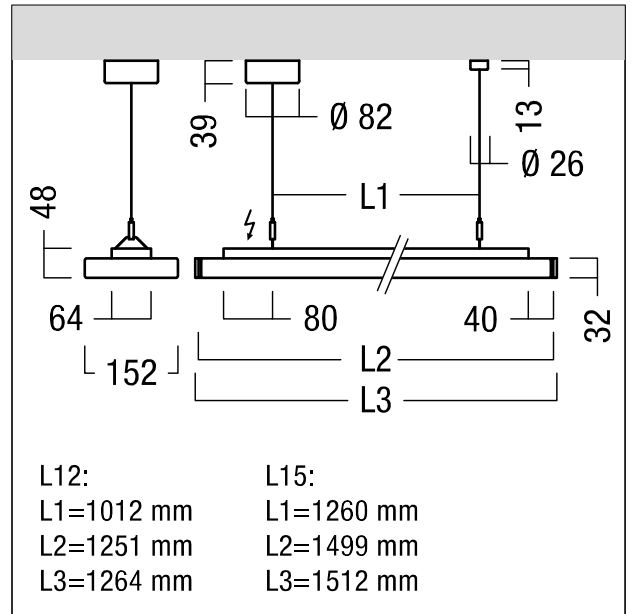 39
Ø 82
13
Ø 26
L1
48
64
80
40
32
152
L2
L3
L12:
L1=1012 mm
L2=1251 mm
L3=1264 mm
L15:
L1=1260 mm
L2=1499 mm
L3=1512 mm